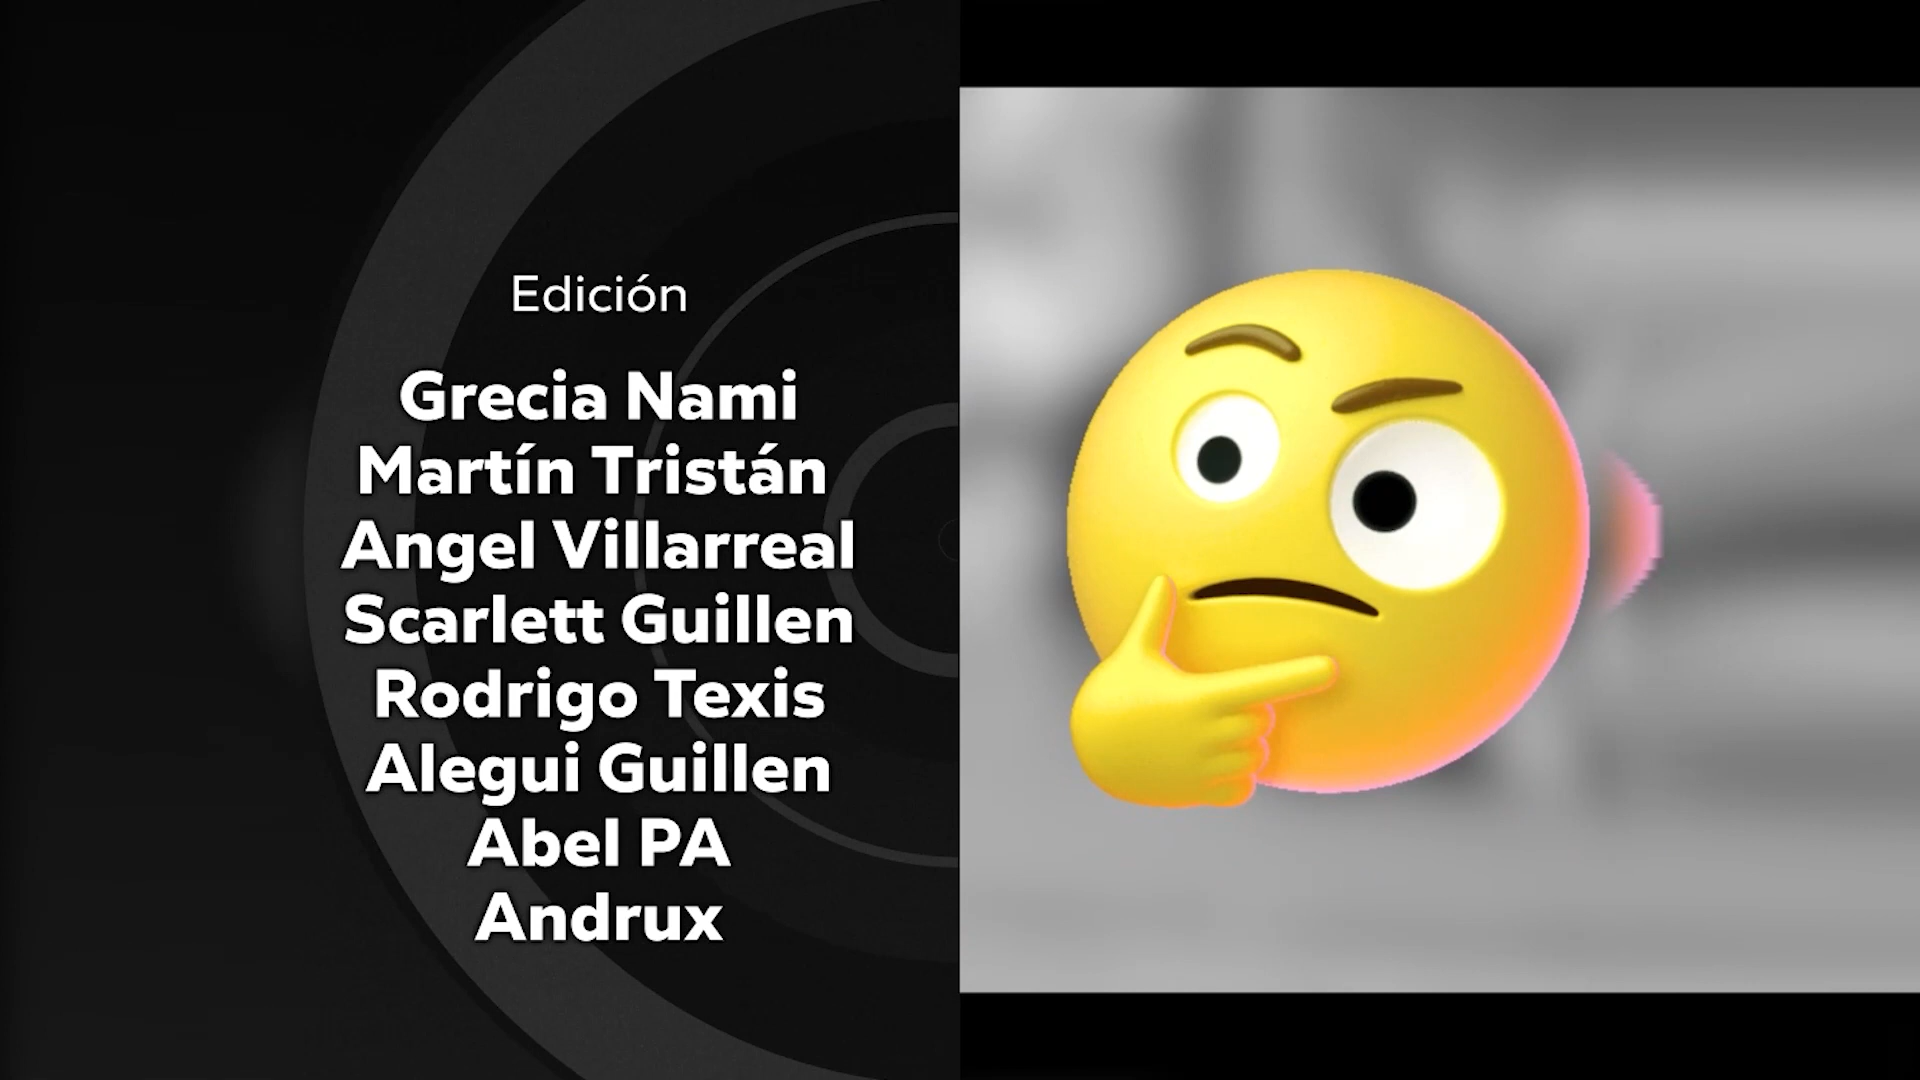 Edición
Grecia Nami
Martín Tristán
Angel Villarreal
Scarlett Guillen
Rodrigo Texis
Alegui Guillen
Abel PA
Andrux